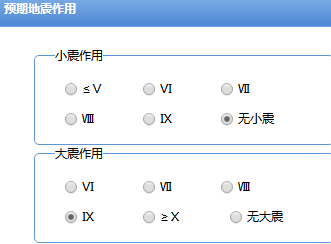 预期地震作用
小震作用
≤Ⅴ Ⅵ Ⅶ
Ⅷ Ⅸ 无小震
大震作用
Ⅵ Ⅶ Ⅷ
Ⅸ ≥Ⅹ 无大震